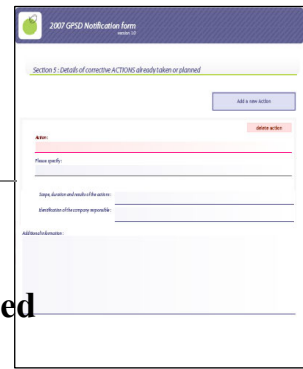 2007 GPSD Notification form
version 1.0
Section 5 : Details of corrective ACTIONS already taken or planned
Add a new Action
delete action
Action :
Please specify :
Scope, duration and results of the actions :
Identification of the company responsible :
Additional information :
ed